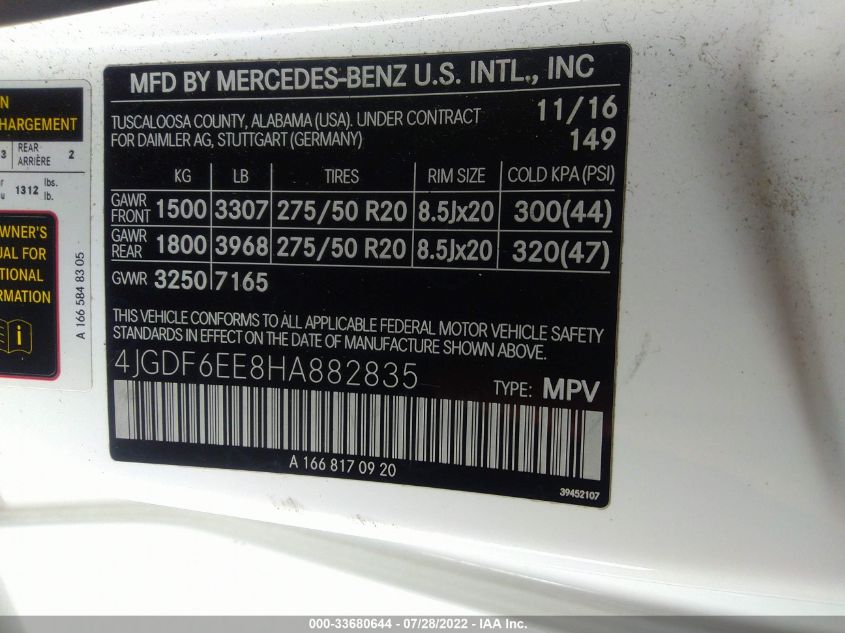 N
HARGEMENT
3 REAR ARRIÈRE 2
1312 lbs. lb.
WNER'S
UAL FOR
ITIONAL
ORMATION
i
A 166 584 83 05
MFD BY MERCEDES-BENZ U.S. INTL., INC
TUSCALOOSA COUNTY, ALABAMA (USA). UNDER CONTRACT 11/16
FOR DAIMLER AG, STUTTGART (GERMANY) 149
KG LB TIRES RIM SIZE COLD KPA (PSI)
GAWR FRONT 1500 3307 275/50 R20 8.5Jx20 300(44)
GAWR REAR 1800 3968 275/50 R20 8.5Jx20 320(47)
GVWR 3250 7165
THIS VEHICLE CONFORMS TO ALL APPLICABLE FEDERAL MOTOR VEHICLE SAFETY
STANDARDS IN EFFECT ON THE DATE OF MANUFACTURE SHOWN ABOVE.
4JGDF6EE8HA882835 TYPE: MPV
A 166 817 09 20
39452107
000-33680644 - 07/28/2022 - IAA Inc.